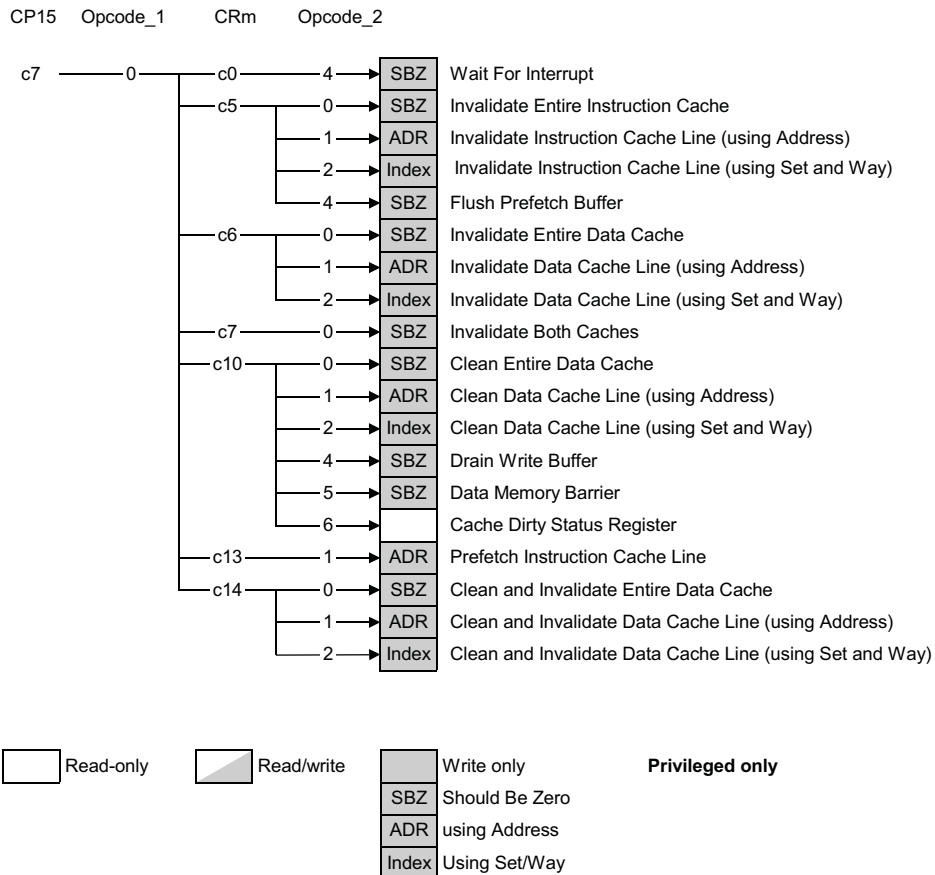 CP15 Opcode_1 CRm Opcode_2
c7 0 c0 4 SBZ Wait For Interrupt
c5 0 SBZ Invalidate Entire Instruction Cache
1 ADR Invalidate Instruction Cache Line (using Address)
2 Index Invalidate Instruction Cache Line (using Set and Way)
4 SBZ Flush Prefetch Buffer
c6 0 SBZ Invalidate Entire Data Cache
1 ADR Invalidate Data Cache Line (using Address)
2 Index Invalidate Data Cache Line (using Set and Way)
c7 0 SBZ Invalidate Both Caches
c10 0 SBZ Clean Entire Data Cache
1 ADR Clean Data Cache Line (using Address)
2 Index Clean Data Cache Line (using Set and Way)
4 SBZ Drain Write Buffer
5 SBZ Data Memory Barrier
6 Cache Dirty Status Register
c13 1 ADR Prefetch Instruction Cache Line
c14 0 SBZ Clean and Invalidate Entire Data Cache
1 ADR Clean and Invalidate Data Cache Line (using Address)
2 Index Clean and Invalidate Data Cache Line (using Set and Way)
Read-only Read/write Write only Privileged only
SBZ Should Be Zero
ADR using Address
Index Using Set/Way